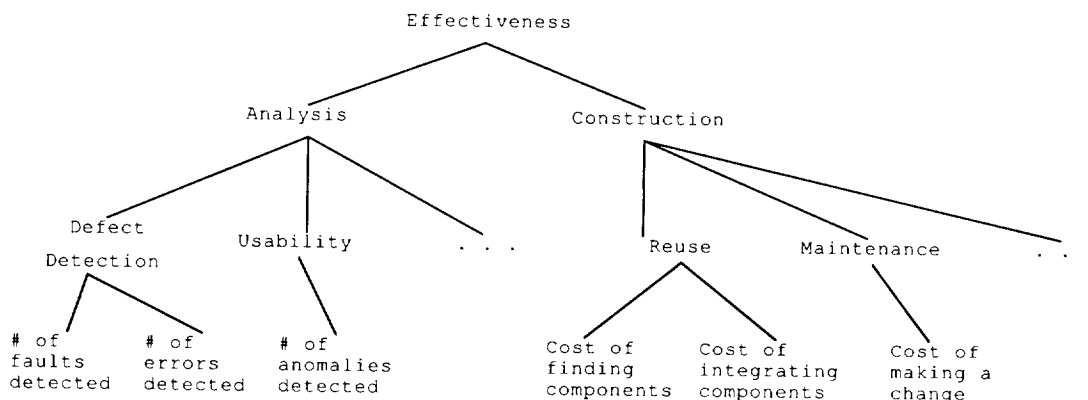 Effectiveness
Analysis
Construction
Defect
Detection
Usability
. . .
Reuse
Maintenance
. .
# of
faults
detected
# of
errors
detected
# of
anomalies
detected
Cost of
finding
components
Cost of
integrating
components
Cost of
making a
change